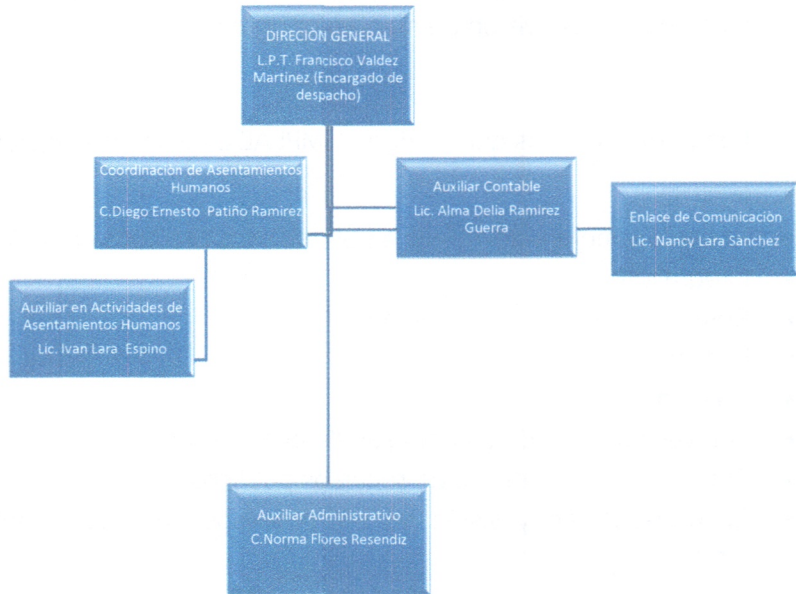 DIRECIÒN GENERAL
L.P.T. Francisco Valdez
Martinez (Encargado de
despacho)
Coordinación de Asentamientos
Humanos
C.Diego Ernesto Patiño Ramirez
Auxiliar Contable
Lic. Alma Delia Ramirez
Guerra
Enlace de Comunicaciòn
Lic. Nancy Lara Sànchez
Auxiliar en Actividades de
Asentamientos Humanos
Lic. Ivan Lara Espino
Auxiliar Administrativo
C.Norma Flores Resendiz